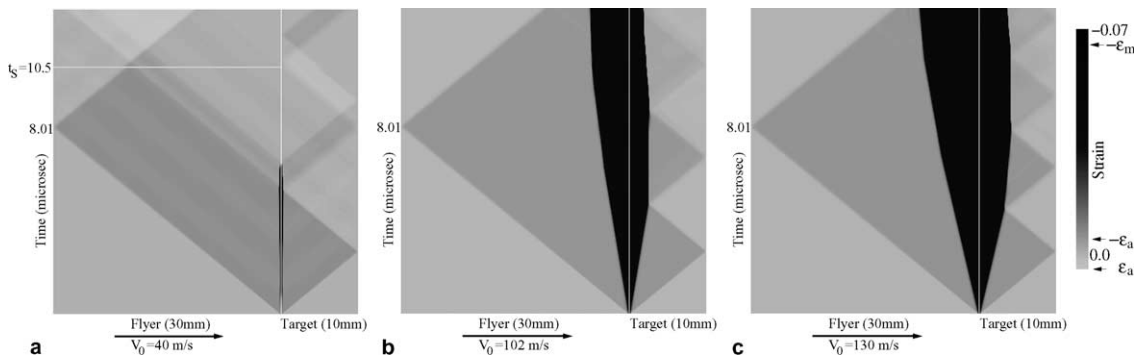 t_S=10.5
8.01
Time (microsec)
Flyer (30mm)
Target (10mm)
V_0=40 m/s
a
8.01
Time (microsec)
Flyer (30mm)
Target (10mm)
V_0=102 m/s
b
8.01
Time (microsec)
Flyer (30mm)
Target (10mm)
V_0=130 m/s
c
-0.07
-ε_m
Strain
-ε_a
0.0
ε_a